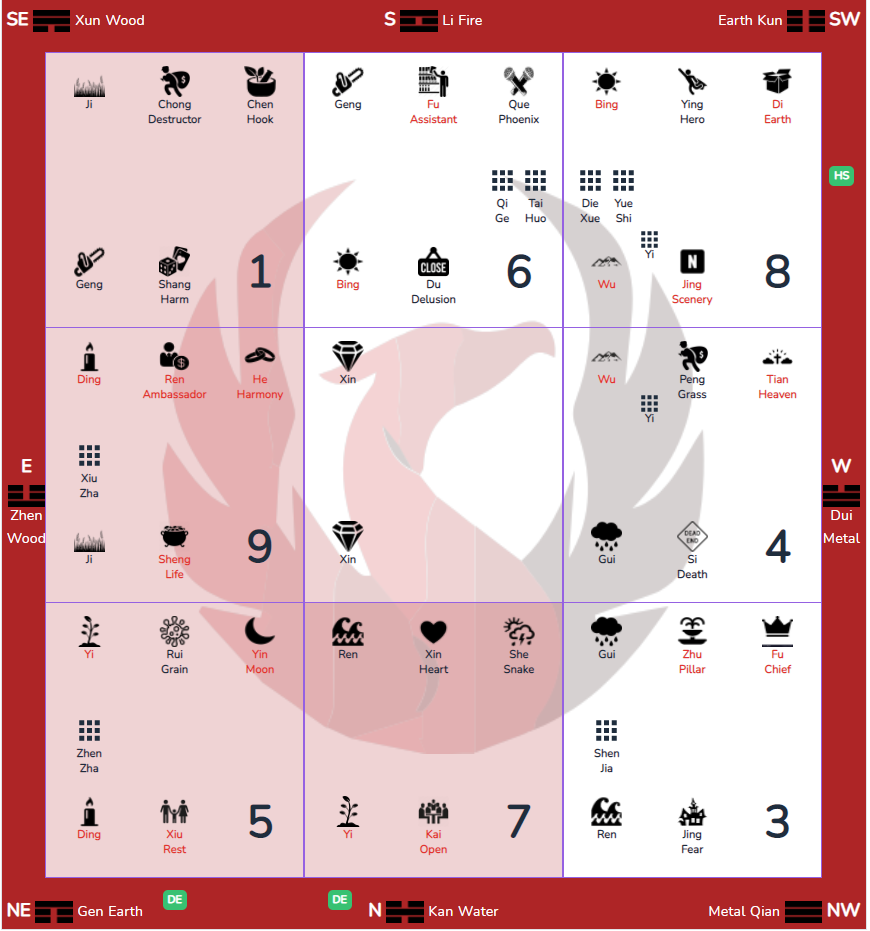 SE Xun Wood S Li Fire Earth Kun SW
Ji Chong Chen Geng Fu Que Bing Ying Di
Destructor Hook Assistant Phoenix Hero Earth
HS
Qi Tai Die Yue
Ge Huo Xue Shi
Yi
CLOSE N
Geng Shang 1 Bing Du 6 Wu Jing 8
Harm Delusion Scenery
Ding Ren He Xin Wu Peng Tian
Ambassador Harmony Grass Heaven
Yi
E W
Xiu
Zha
Zhen Dui
Wood Metal
DEAD
END
Ji Sheng 9 Xin Gui Si 4
Life Death
Yi Rui Yin Ren Xin She Gui Zhu Fu
Grain Moon Heart Snake Pillar Chief
Zhen Shen
Zha Jia
Ding Xiu 5 Yi Kai 7 Ren Jing 3
Rest Open Fear
DE DE
NE Gen Earth N Kan Water Metal Qian NW